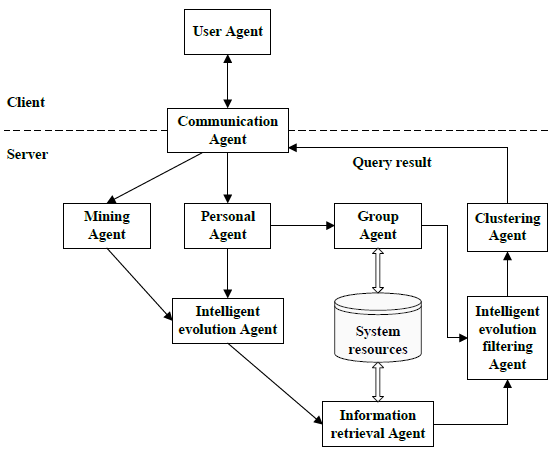 User Agent
Client
Communication
Agent
Server
Query result
Mining
Agent
Personal
Agent
Group
Agent
Clustering
Agent
Intelligent
evolution Agent
System
resources
Intelligent
evolution
filtering
Agent
Information
retrieval Agent